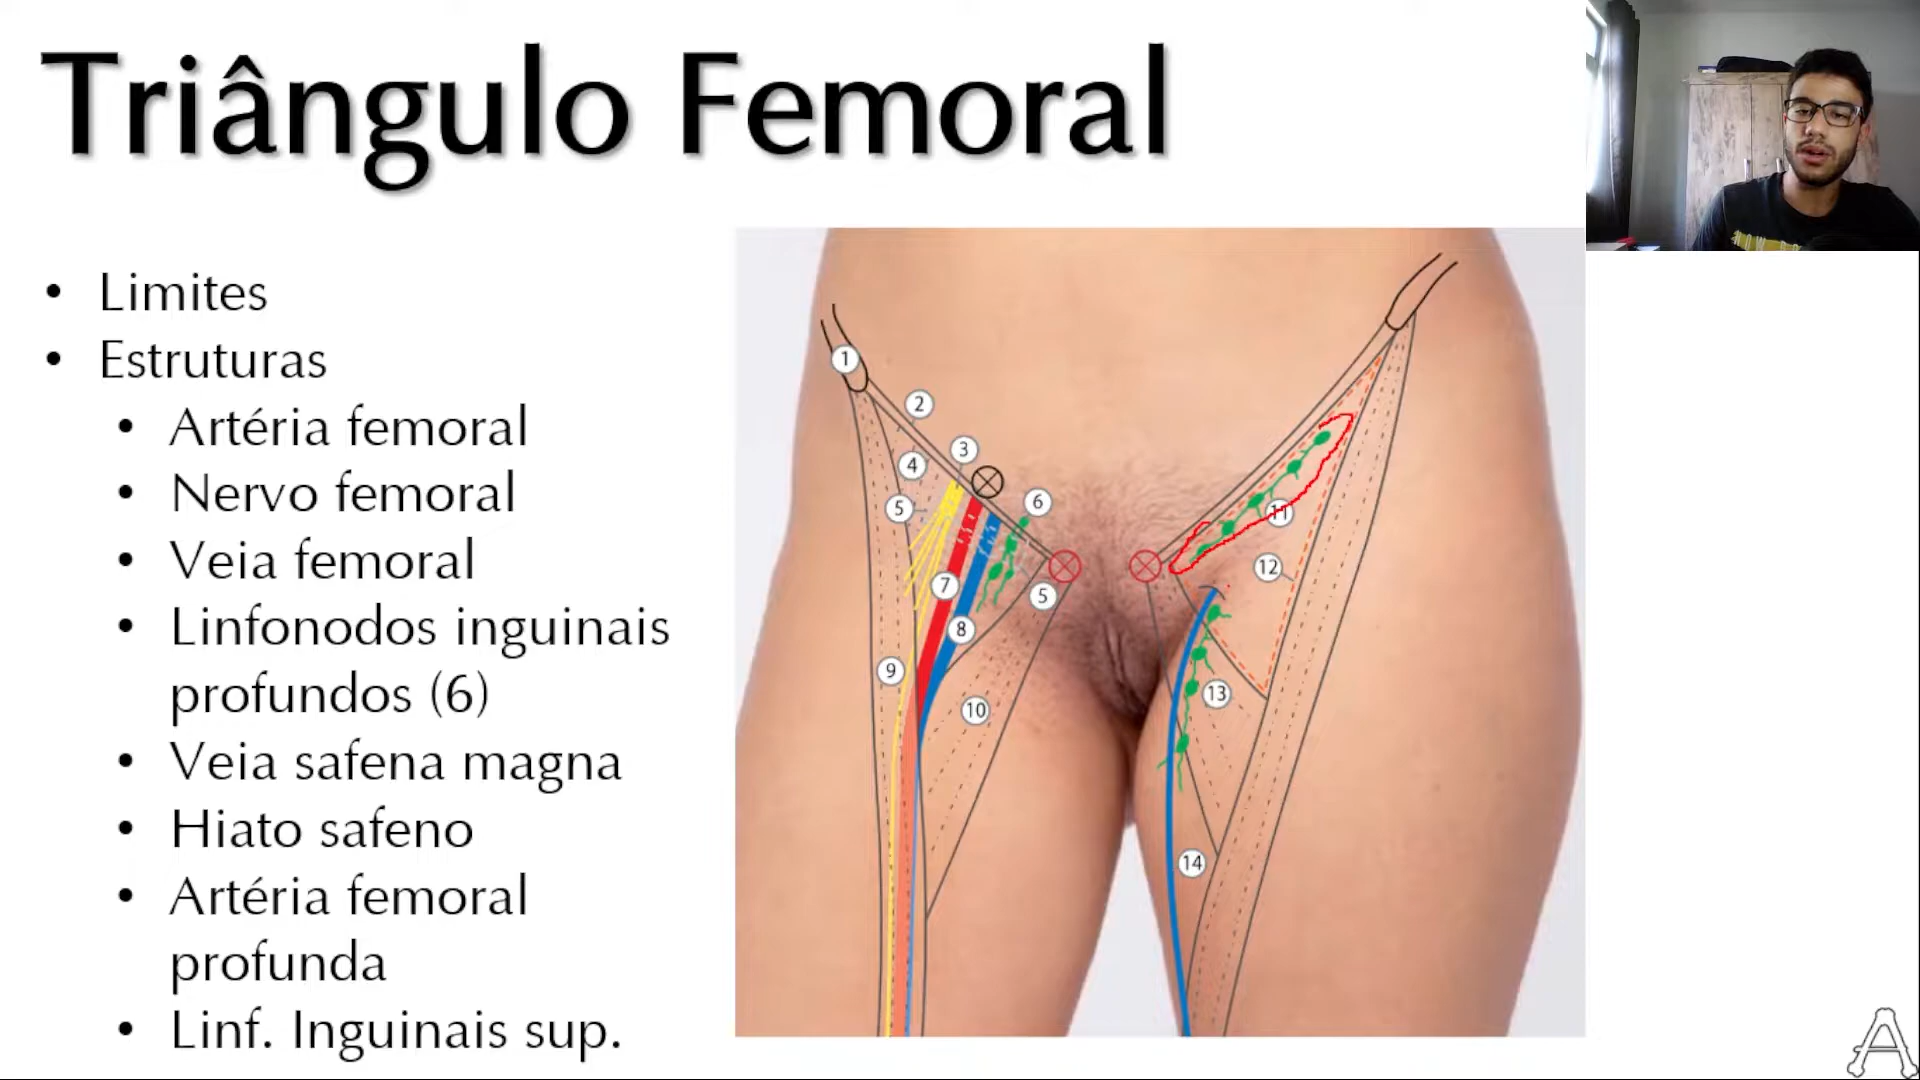 Triângulo Femoral
• Limites
• Estruturas
• Artéria femoral
• Nervo femoral
• Veia femoral
• Linfonodos inguinais
profundos (6)
• Veia safena magna
• Hiato safeno
• Artéria femoral
profunda
• Linf. Inguinais sup.
1
2
3
4
5
6
7
5
8
9
10
11
12
13
14
A